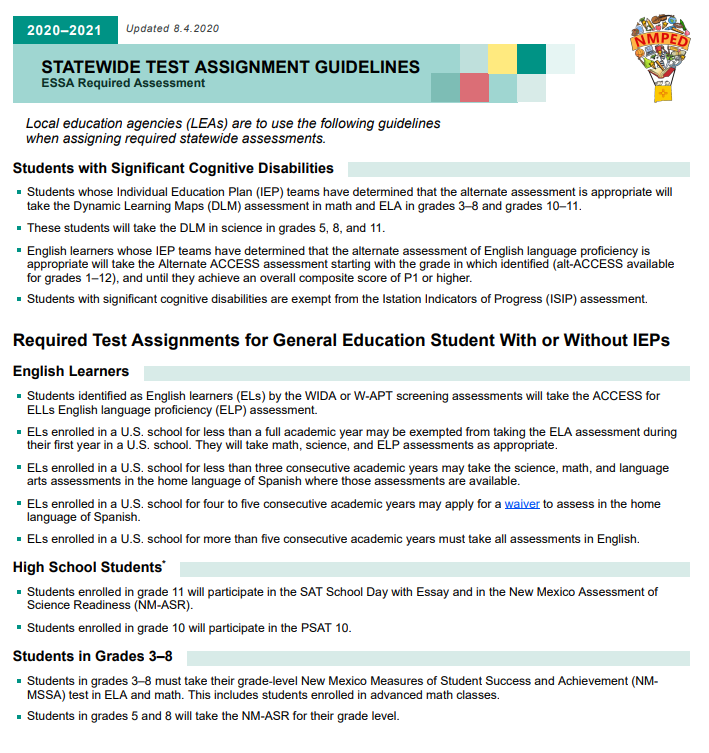 2020–2021 Updated 8.4.2020
NMPED
STATEWIDE TEST ASSIGNMENT GUIDELINES
ESSA Required Assessment
Local education agencies (LEAs) are to use the following guidelines
when assigning required statewide assessments.
Students with Significant Cognitive Disabilities
▪ Students whose Individual Education Plan (IEP) teams have determined that the alternate assessment is appropriate will
take the Dynamic Learning Maps (DLM) assessment in math and ELA in grades 3–8 and grades 10–11.
▪ These students will take the DLM in science in grades 5, 8, and 11.
▪ English learners whose IEP teams have determined that the alternate assessment of English language proficiency is
appropriate will take the Alternate ACCESS assessment starting with the grade in which identified (alt-ACCESS available
for grades 1–12), and until they achieve an overall composite score of P1 or higher.
▪ Students with significant cognitive disabilities are exempt from the Istation Indicators of Progress (ISIP) assessment.
Required Test Assignments for General Education Student With or Without IEPs
English Learners
▪ Students identified as English learners (ELs) by the WIDA or W-APT screening assessments will take the ACCESS for
ELLs English language proficiency (ELP) assessment.
▪ ELs enrolled in a U.S. school for less than a full academic year may be exempted from taking the ELA assessment during
their first year in a U.S. school. They will take math, science, and ELP assessments as appropriate.
▪ ELs enrolled in a U.S. school for less than three consecutive academic years may take the science, math, and language
arts assessments in the home language of Spanish where those assessments are available.
▪ ELs enrolled in a U.S. school for four to five consecutive academic years may apply for a waiver to assess in the home
language of Spanish.
▪ ELs enrolled in a U.S. school for more than five consecutive academic years must take all assessments in English.
High School Students*
▪ Students enrolled in grade 11 will participate in the SAT School Day with Essay and in the New Mexico Assessment of
Science Readiness (NM-ASR).
▪ Students enrolled in grade 10 will participate in the PSAT 10.
Students in Grades 3–8
▪ Students in grades 3–8 must take their grade-level New Mexico Measures of Student Success and Achievement (NM-
MSSA) test in ELA and math. This includes students enrolled in advanced math classes.
▪ Students in grades 5 and 8 will take the NM-ASR for their grade level.